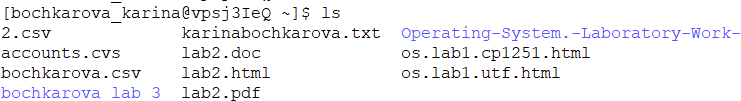 [bochkarova_karina@vpsj3IeQ ~]$ ls
2.csv karinabochkarova.txt Operating-System.-Laboratory-Work-
accounts.cvs lab2.doc os.lab1.cp1251.html
bochkarova.csv lab2.html os.lab1.utf.html
bochkarova lab 3 lab2.pdf